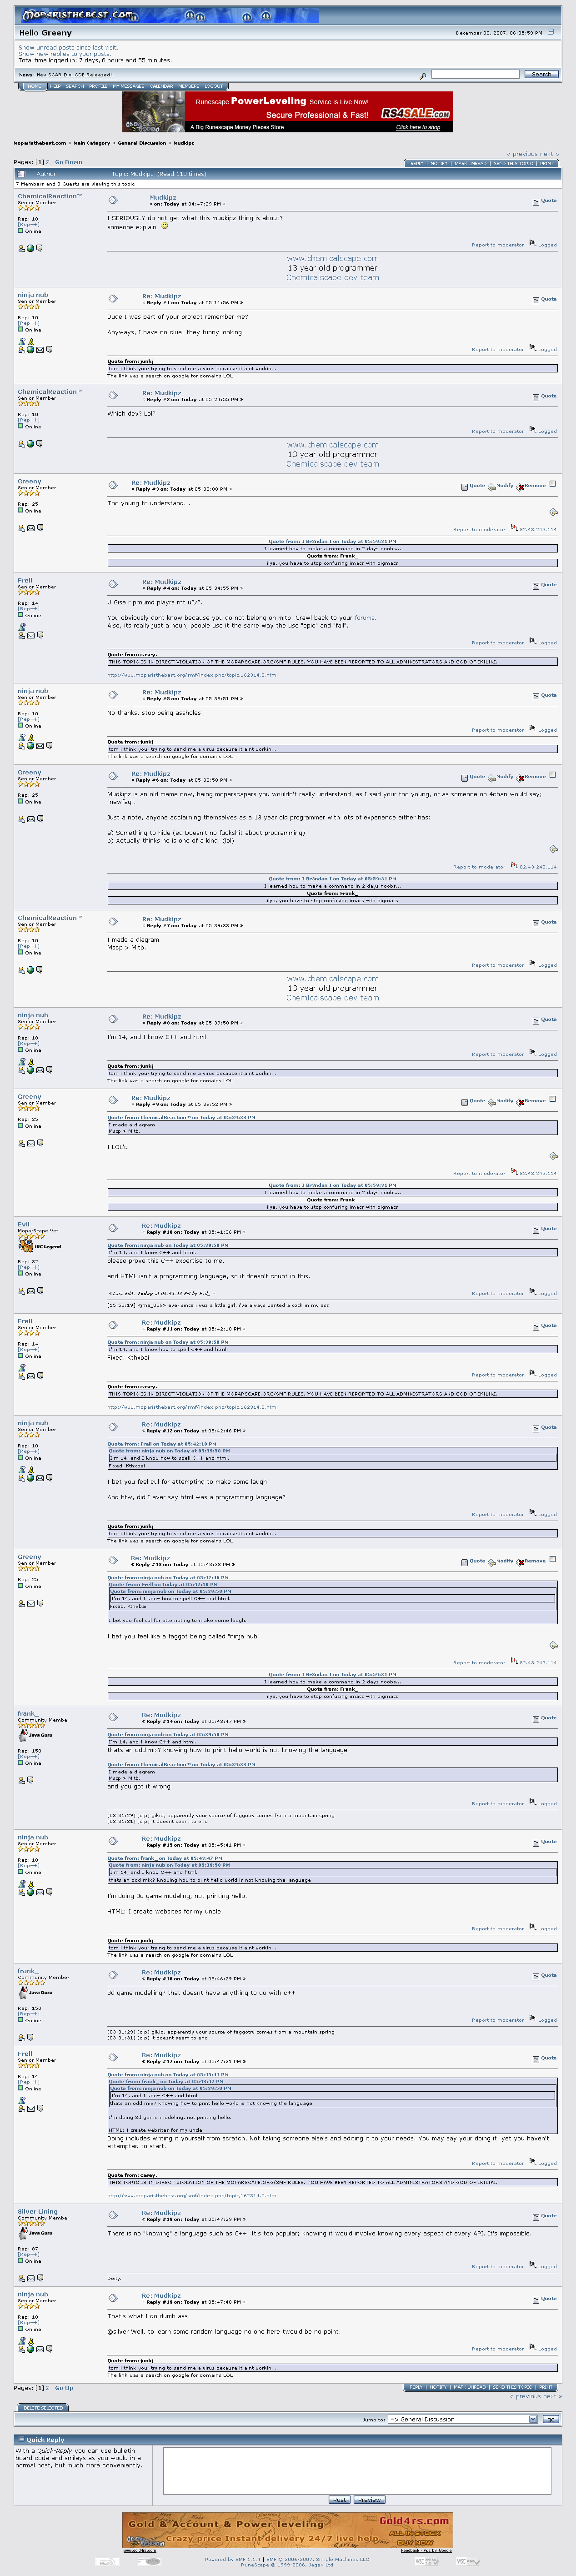 MoparisTheBest.com
Hello Greeny
December 08, 2007, 06:05:59 PM
Show unread posts since last visit.
Show new replies to your posts.
Total time logged in: 7 days, 6 hours and 55 minutes.
News: New SCAR Divi CDE Released!!
Search
HOME HELP SEARCH PROFILE MY MESSAGES CALENDAR MEMBERS LOGOUT
Runescape PowerLeveling Service is Live Now!
RS4SALE.com
A Big Runescape Money Pieces Store
Click here to shop
Moparisthebest.com > Main Category > General Discussion > Mudkipz
« previous next »
Pages: [1] 2 Go Down
REPLY | NOTIFY | MARK UNREAD | SEND THIS TOPIC | PRINT
Author Topic: Mudkipz (Read 113 times)
7 Members and 0 Guests are viewing this topic.
ChemicalReaction™
Senior Member
Rep: 10
[Rep++]
Online
Mudkipz
« on: Today at 04:47:29 PM »
Quote
I SERIOUSLY do not get what this mudkipz thing is about?
someone explain
Report to moderator Logged
www.chemicalscape.com
13 year old programmer
Chemicalscape dev team
ninja nub
Senior Member
Rep: 10
[Rep++]
Online
Re: Mudkipz
« Reply #1 on: Today at 05:11:56 PM »
Quote
Dude I was part of your project remember me?
Anyways, I have no clue, they funny looking.
Report to moderator Logged
Quote from: junkj
tom i think your trying to send me a virus because it aint workin...
The link was a search on google for domains LOL
ChemicalReaction™
Senior Member
Rep: 10
[Rep++]
Online
Re: Mudkipz
« Reply #2 on: Today at 05:24:55 PM »
Quote
Which dev? Lol?
Report to moderator Logged
www.chemicalscape.com
13 year old programmer
Chemicalscape dev team
Greeny
Senior Member
Rep: 25
Online
Re: Mudkipz
« Reply #3 on: Today at 05:33:08 PM »
Quote Modify Remove
Too young to understand...
Report to moderator 82.43.243.114
Quote from: I Br3ndan I on Today at 05:59:31 PM
I learned how to make a command in 2 days noobs...
Quote from: Frank_
ilya, you have to stop confusing imacs with bigmacs
Frell
Senior Member
Rep: 14
[Rep++]
Online
Re: Mudkipz
« Reply #4 on: Today at 05:34:55 PM »
Quote
U Gise r proumd playrs rnt u?/?.
You obviously dont know because you do not belong on mitb. Crawl back to your forums.
Also, its really just a noun, people use it the same way the use "epic" and "fail".
Report to moderator Logged
Quote from: casey.
THIS TOPIC IS IN DIRECT VIOLATION OF THE MOPARSCAPE.ORG/SMF RULES. YOU HAVE BEEN REPORTED TO ALL ADMINISTRATORS AND GOD OF IKILIKI.
http://www.moparisthebest.org/smf/index.php/topic,162314.0.html
ninja nub
Senior Member
Rep: 10
[Rep++]
Online
Re: Mudkipz
« Reply #5 on: Today at 05:38:51 PM »
Quote
No thanks, stop being assholes.
Report to moderator Logged
Quote from: junkj
tom i think your trying to send me a virus because it aint workin...
The link was a search on google for domains LOL
Greeny
Senior Member
Rep: 25
Online
Re: Mudkipz
« Reply #6 on: Today at 05:38:58 PM »
Quote Modify Remove
Mudkipz is an old meme now, being moparscapers you wouldn't really understand, as I said your too young, or as someone on 4chan would say;
"newfag".
Just a note, anyone claiming themselves as a 13 year old programmer with lots of experience either has:
a) Something to hide (eg Doesn't no fuckshit about programming)
b) Actually thinks he is one of a kind. (lol)
Report to moderator 82.43.243.114
Quote from: I Br3ndan I on Today at 05:59:31 PM
I learned how to make a command in 2 days noobs...
Quote from: Frank_
ilya, you have to stop confusing imacs with bigmacs
ChemicalReaction™
Senior Member
Rep: 10
[Rep++]
Online
Re: Mudkipz
« Reply #7 on: Today at 05:39:33 PM »
Quote
I made a diagram
Mscp > Mitb.
Report to moderator Logged
www.chemicalscape.com
13 year old programmer
Chemicalscape dev team
ninja nub
Senior Member
Rep: 10
[Rep++]
Online
Re: Mudkipz
« Reply #8 on: Today at 05:39:50 PM »
Quote
I'm 14, and I know C++ and html.
Report to moderator Logged
Quote from: junkj
tom i think your trying to send me a virus because it aint workin...
The link was a search on google for domains LOL
Greeny
Senior Member
Rep: 25
Online
Re: Mudkipz
« Reply #9 on: Today at 05:39:52 PM »
Quote Modify Remove
Quote from: ChemicalReaction™ on Today at 05:39:33 PM
I made a diagram
Mscp > Mitb.
I LOL'd
Report to moderator 82.43.243.114
Quote from: I Br3ndan I on Today at 05:59:31 PM
I learned how to make a command in 2 days noobs...
Quote from: Frank_
ilya, you have to stop confusing imacs with bigmacs
Evil_
MoparScape Vet
IRC Legend
Rep: 32
[Rep++]
Online
Re: Mudkipz
« Reply #10 on: Today at 05:41:36 PM »
Quote
Quote from: ninja nub on Today at 05:39:50 PM
I'm 14, and I know C++ and html.
please prove this C++ expertise to me.
and HTML isn't a programming language, so it doesn't count in this.
« Last Edit: Today at 05:43:13 PM by Evil_ »
Report to moderator Logged
[15:50:19] <jme_009> ever since i wuz a little girl, i've always wanted a cock in my ass
Frell
Senior Member
Rep: 14
[Rep++]
Online
Re: Mudkipz
« Reply #11 on: Today at 05:42:10 PM »
Quote
Quote from: ninja nub on Today at 05:39:50 PM
I'm 14, and I know how to spell C++ and html.
Fixed. Kthxbai
Report to moderator Logged
Quote from: casey.
THIS TOPIC IS IN DIRECT VIOLATION OF THE MOPARSCAPE.ORG/SMF RULES. YOU HAVE BEEN REPORTED TO ALL ADMINISTRATORS AND GOD OF IKILIKI.
http://www.moparisthebest.org/smf/index.php/topic,162314.0.html
ninja nub
Senior Member
Rep: 10
[Rep++]
Online
Re: Mudkipz
« Reply #12 on: Today at 05:42:46 PM »
Quote
Quote from: Frell on Today at 05:42:10 PM
Quote from: ninja nub on Today at 05:39:50 PM
I'm 14, and I know how to spell C++ and html.
Fixed. Kthxbai
I bet you feel cul for attempting to make some laugh.
And btw, did I ever say html was a programming language?
Report to moderator Logged
Quote from: junkj
tom i think your trying to send me a virus because it aint workin...
The link was a search on google for domains LOL
Greeny
Senior Member
Rep: 25
Online
Re: Mudkipz
« Reply #13 on: Today at 05:43:38 PM »
Quote Modify Remove
Quote from: ninja nub on Today at 05:42:46 PM
Quote from: Frell on Today at 05:42:10 PM
Quote from: ninja nub on Today at 05:39:50 PM
I'm 14, and I know how to spell C++ and html.
Fixed. Kthxbai
I bet you feel cul for attempting to make some laugh.
I bet you feel like a faggot being called "ninja nub"
Report to moderator 82.43.243.114
Quote from: I Br3ndan I on Today at 05:59:31 PM
I learned how to make a command in 2 days noobs...
Quote from: Frank_
ilya, you have to stop confusing imacs with bigmacs
frank_
Community Member
Java Guru
Rep: 150
[Rep++]
Online
Re: Mudkipz
« Reply #14 on: Today at 05:43:47 PM »
Quote
Quote from: ninja nub on Today at 05:39:50 PM
I'm 14, and I know C++ and html.
thats an odd mix? knowing how to print hello world is not knowing the language
Quote from: ChemicalReaction™ on Today at 05:39:33 PM
I made a diagram
Mscp > Mitb.
and you got it wrong
Report to moderator Logged
(03:31:29) (c|p) gikid, apparently your source of faggotry comes from a mountain spring
(03:31:31) (c|p) it doesnt seem to end
ninja nub
Senior Member
Rep: 10
[Rep++]
Online
Re: Mudkipz
« Reply #15 on: Today at 05:45:41 PM »
Quote
Quote from: frank_ on Today at 05:43:47 PM
Quote from: ninja nub on Today at 05:39:50 PM
I'm 14, and I know C++ and html.
thats an odd mix? knowing how to print hello world is not knowing the language
I'm doing 3d game modeling, not printing hello.
HTML: I create websites for my uncle.
Report to moderator Logged
Quote from: junkj
tom i think your trying to send me a virus because it aint workin...
The link was a search on google for domains LOL
frank_
Community Member
Java Guru
Rep: 150
[Rep++]
Online
Re: Mudkipz
« Reply #16 on: Today at 05:46:29 PM »
Quote
3d game modelling? that doesnt have anything to do with c++
Report to moderator Logged
(03:31:29) (c|p) gikid, apparently your source of faggotry comes from a mountain spring
(03:31:31) (c|p) it doesnt seem to end
Frell
Senior Member
Rep: 14
[Rep++]
Online
Re: Mudkipz
« Reply #17 on: Today at 05:47:21 PM »
Quote
Quote from: ninja nub on Today at 05:45:41 PM
Quote from: frank_ on Today at 05:43:47 PM
Quote from: ninja nub on Today at 05:39:50 PM
I'm 14, and I know C++ and html.
thats an odd mix? knowing how to print hello world is not knowing the language
I'm doing 3d game modeling, not printing hello.
HTML: I create websites for my uncle.
Doing includes writing it yourself from scratch, Not taking someone else's and editing it to your needs. You may say your doing it, yet you haven't
attempted to start.
Report to moderator Logged
Quote from: casey.
THIS TOPIC IS IN DIRECT VIOLATION OF THE MOPARSCAPE.ORG/SMF RULES. YOU HAVE BEEN REPORTED TO ALL ADMINISTRATORS AND GOD OF IKILIKI.
http://www.moparisthebest.org/smf/index.php/topic,162314.0.html
Silver Lining
Community Member
Java Guru
Rep: 87
[Rep++]
Online
Re: Mudkipz
« Reply #18 on: Today at 05:47:29 PM »
Quote
There is no "knowing" a language such as C++. It's too popular; knowing it would involve knowing every aspect of every API. It's impossible.
Report to moderator Logged
Deity.
ninja nub
Senior Member
Rep: 10
[Rep++]
Online
Re: Mudkipz
« Reply #19 on: Today at 05:47:48 PM »
Quote
That's what I do dumb ass.
@silver Well, to learn some random language no one here twould be no point.
Report to moderator Logged
Quote from: junkj
tom i think your trying to send me a virus because it aint workin...
The link was a search on google for domains LOL
Pages: [1] 2 Go Up
REPLY | NOTIFY | MARK UNREAD | SEND THIS TOPIC | PRINT
« previous next »
DELETE SELECTED
Jump to: => General Discussion go
Quick Reply
With a Quick-Reply you can use bulletin
board code and smileys as you would in a
normal post, but much more conveniently.
Post Preview
Gold & Account & Power leveling
Gold4rs.com
Crazy price Instant delivery 24/7 live help
ALL STOCK IN
BUY NOW
www.gold4rs.com
Feedback - Ads by Google
Powered by SMF 1.1.4 | SMF © 2006-2007, Simple Machines LLC
RuneScape © 1999-2006, Jagex Ltd.